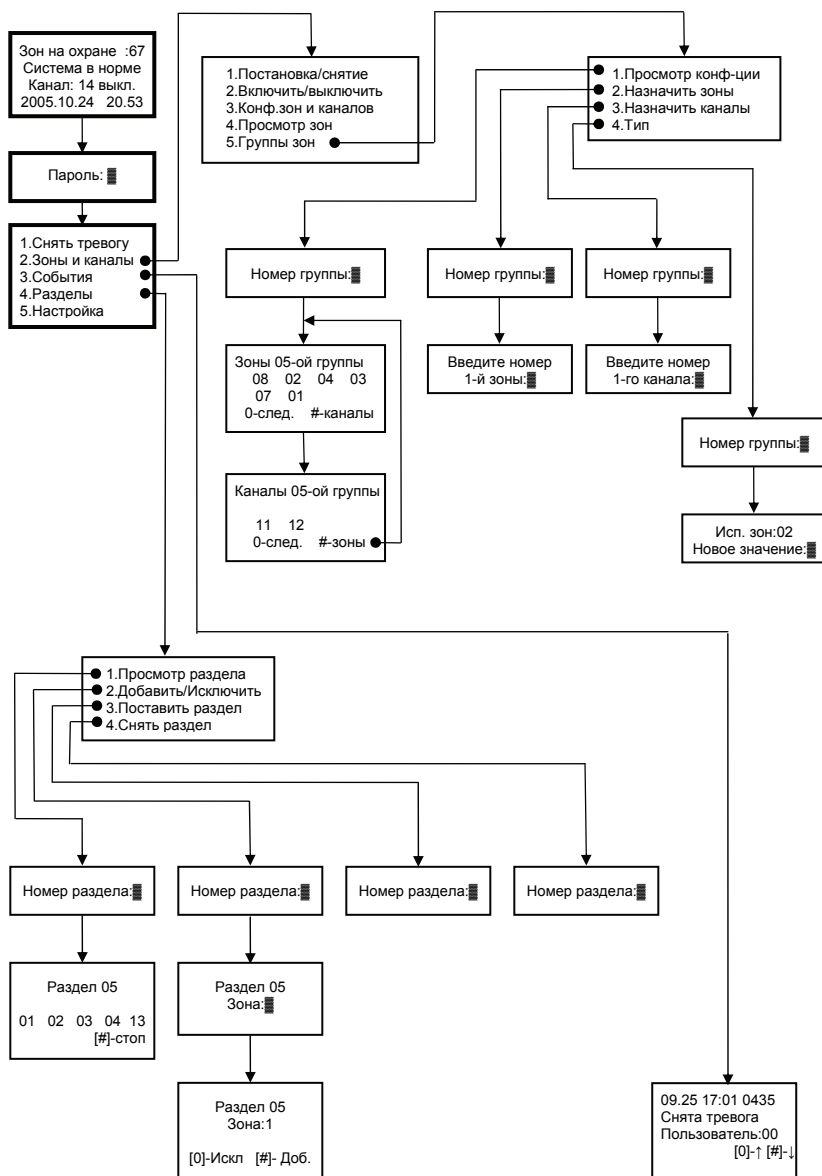 Зон на охране :67
Система в норме
Канал: 14 выкл.
2005.10.24 20.53
Пароль:
1.Снять тревогу
2.Зоны и каналы
3.События
4.Разделы
5.Настройка
1.Постановка/снятие
2.Включить/выключить
3.Конф.зон и каналов
4.Просмотр зон
5.Группы зон
1.Просмотр конф-ции
2.Назначить зоны
3.Назначить каналы
4.Тип
Номер группы:
Номер группы:
Номер группы:
Зоны 05-ой группы
08 02 04 03
07 01
0-след. #-каналы
Введите номер
1-й зоны:
Введите номер
1-го канала:
Номер группы:
Каналы 05-ой группы
11 12
0-след. #-зоны
Исп. зон:02
Новое значение:
1.Просмотр раздела
2.Добавить/Исключить
3.Поставить раздел
4.Снять раздел
Номер раздела:
Номер раздела:
Номер раздела:
Номер раздела:
Раздел 05
01 02 03 04 13
[#]-стоп
Раздел 05
Зона:
Раздел 05
Зона:1
[0]-Искл [#]- Доб.
09.25 17:01 0435
Снята тревога
Пользователь:00
[0]-↑ [#]-↓